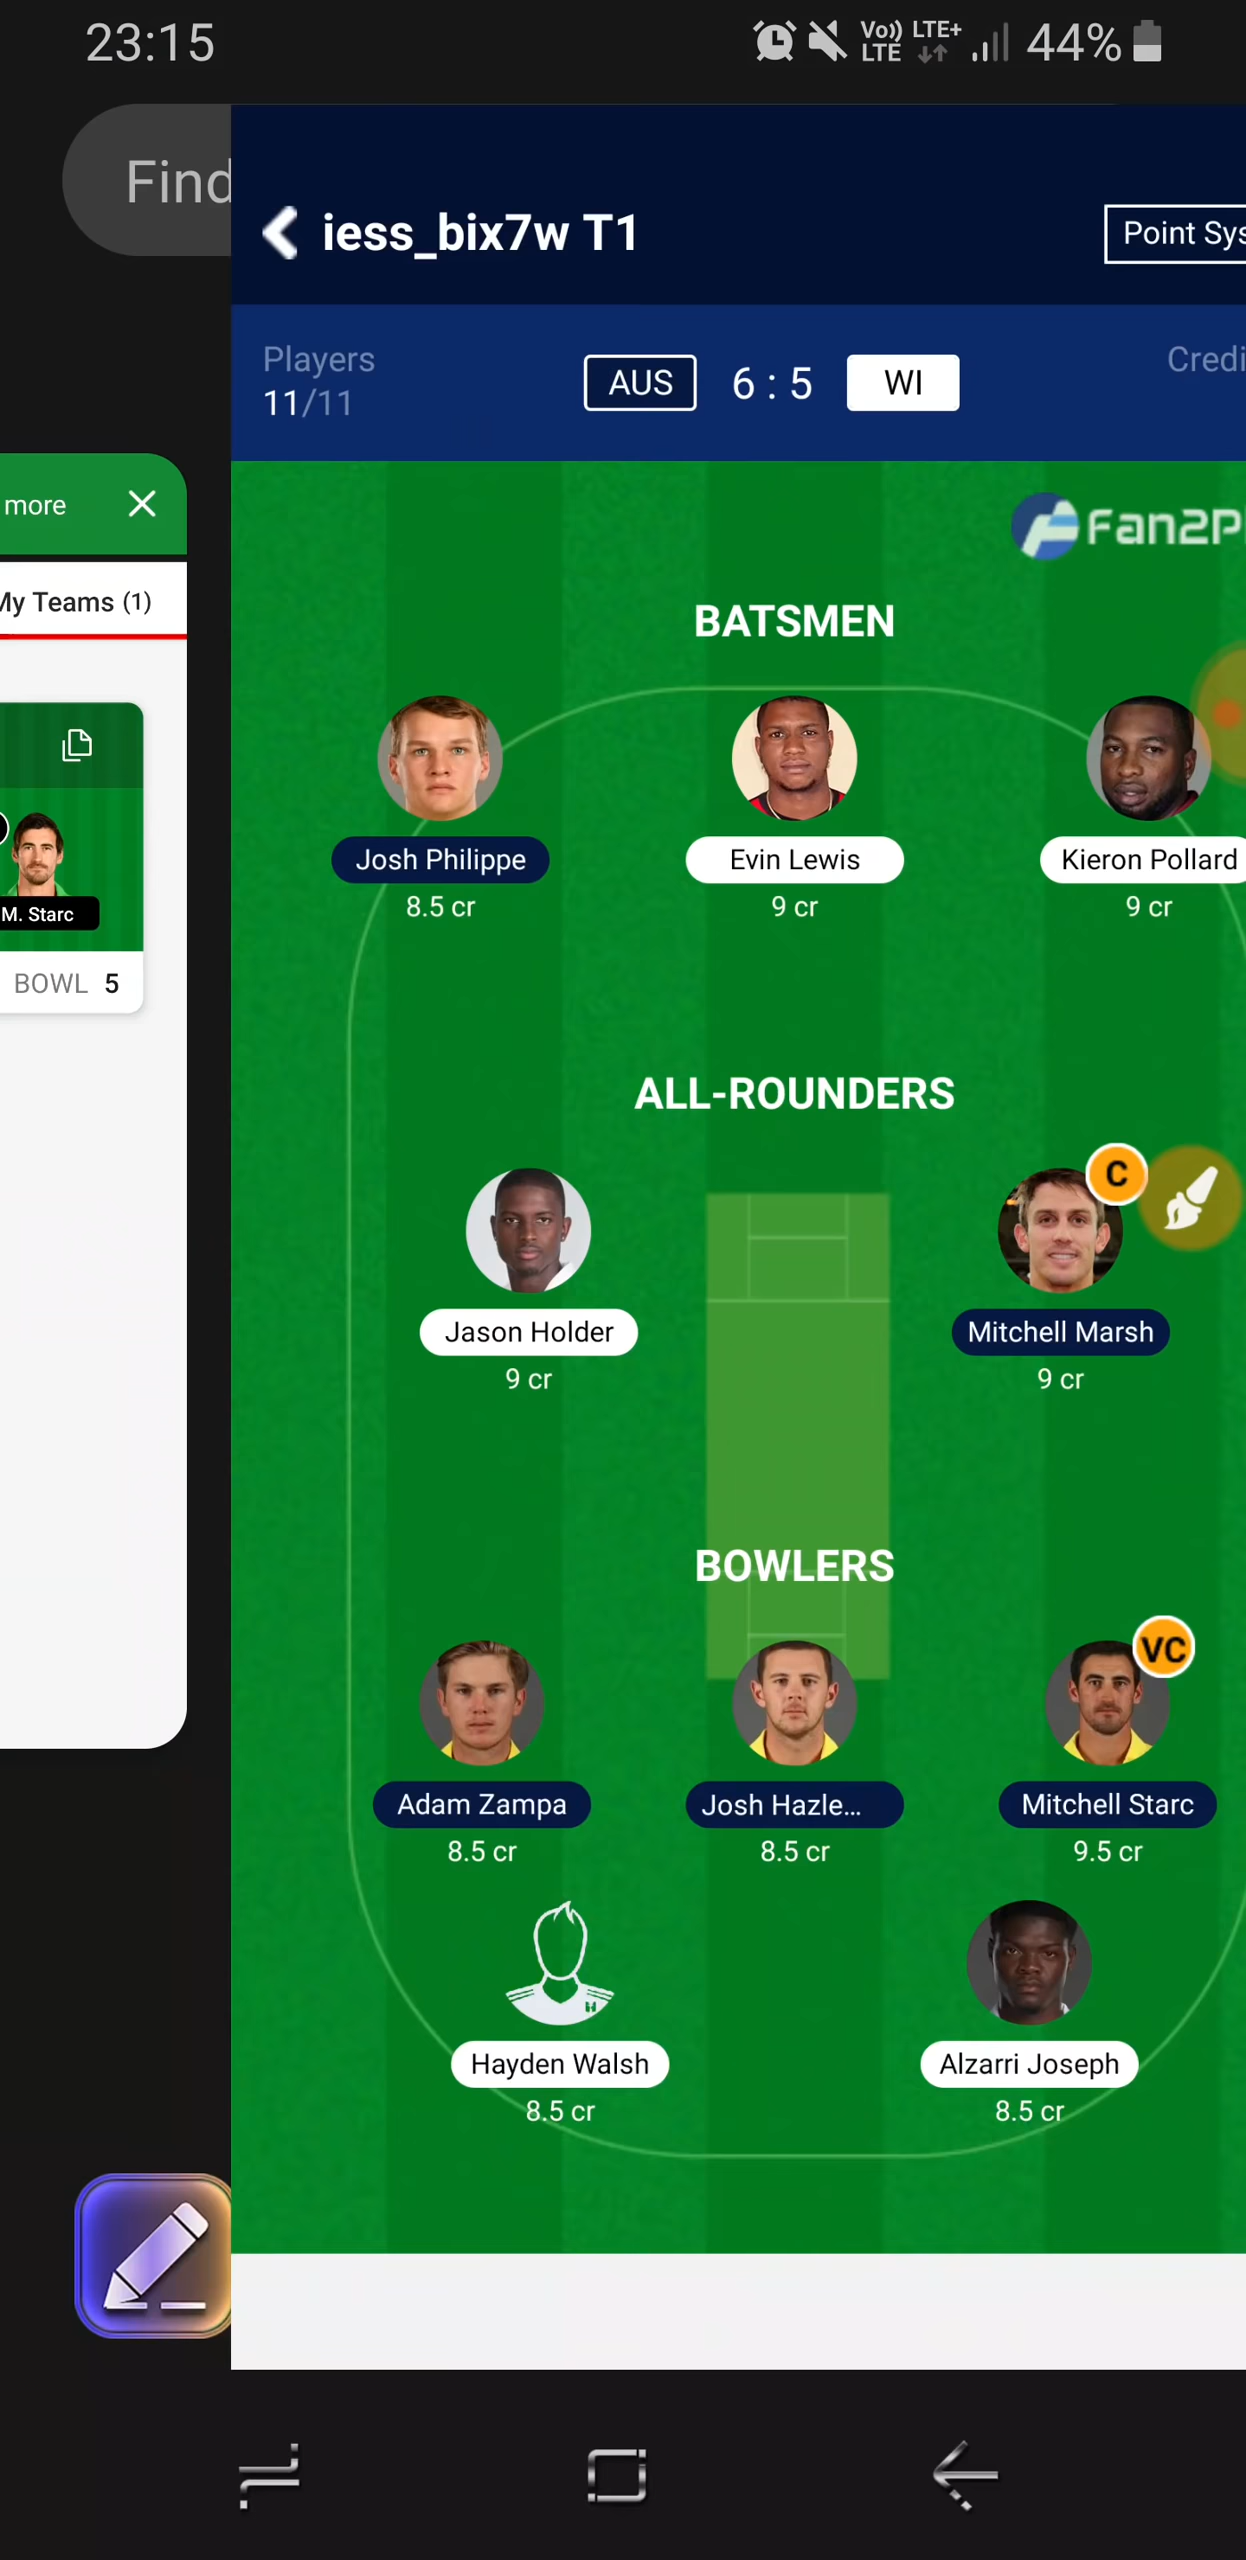 23:15
Vo)) LTE LTE+ 44%
Find
iess_bix7w T1
Point Sys
Players
11/11
AUS 6 : 5 WI
Credi
more
Fan2P
My Teams (1)
BATSMEN
Josh Philippe
8.5 cr
Evin Lewis
9 cr
Kieron Pollard
9 cr
M. Starc
BOWL 5
ALL-ROUNDERS
C
Jason Holder
9 cr
Mitchell Marsh
9 cr
BOWLERS
VC
Adam Zampa
8.5 cr
Josh Hazle...
8.5 cr
Mitchell Starc
9.5 cr
Hayden Walsh
8.5 cr
Alzarri Joseph
8.5 cr